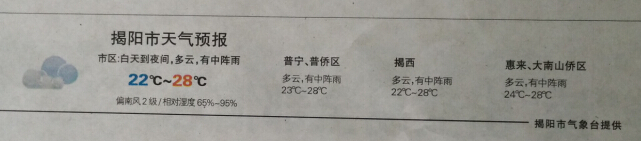 揭阳市天气预报
市区:白天到夜间,多云,有中阵雨
22℃~28℃
偏南风2级/相对湿度65%~95%
普宁、普侨区
多云,有中阵雨
23℃~28℃
揭西
多云,有中阵雨
22℃~28℃
惠来、大南山侨区
多云,有中阵雨
24℃~28℃
揭阳市气象台提供